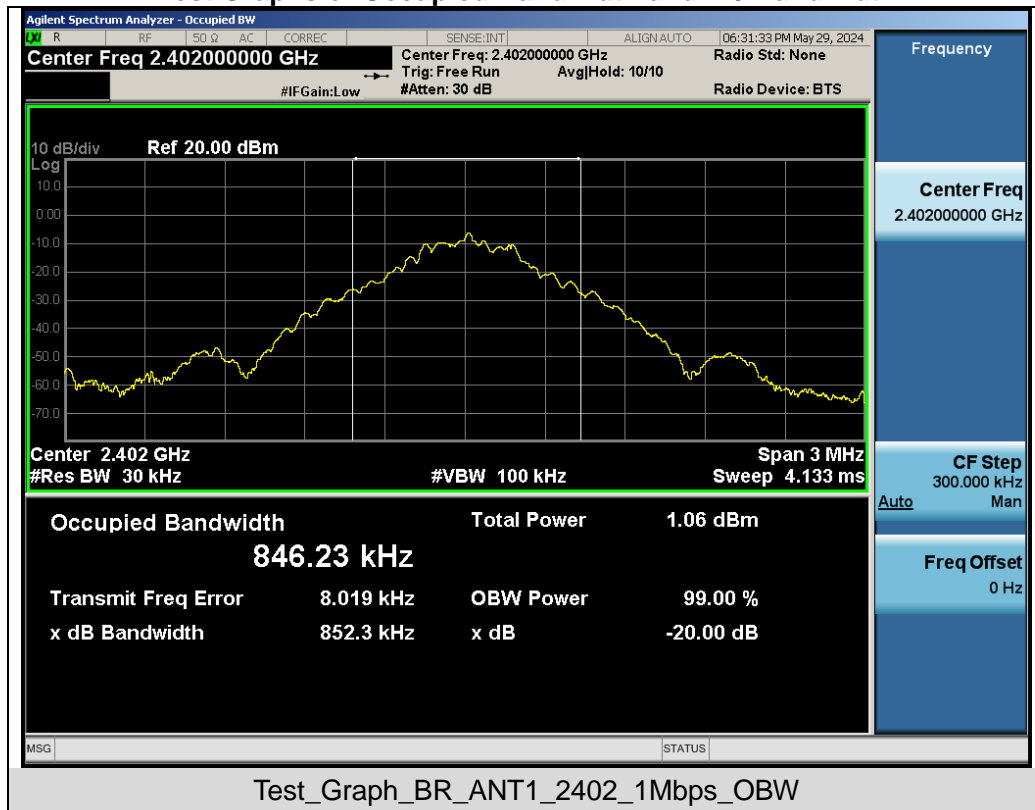 Agilent Spectrum Analyzer - Occupied BW
LXI R RF 50 Ω AC CORREC SENSE:INT ALIGN AUTO 06:31:33 PM May 29, 2024
Center Freq 2.402000000 GHz
Center Freq: 2.402000000 GHz Radio Std: None
Trig: Free Run Avg|Hold: 10/10
#IFGain:Low #Atten: 30 dB Radio Device: BTS
10 dB/div Ref 20.00 dBm
Log
10.0
0.00
-10.0
-20.0
-30.0
-40.0
-50.0
-60.0
-70.0
Center 2.402 GHz Span 3 MHz
#Res BW 30 kHz #VBW 100 kHz Sweep 4.133 ms
Occupied Bandwidth Total Power 1.06 dBm
846.23 kHz
Transmit Freq Error 8.019 kHz OBW Power 99.00 %
x dB Bandwidth 852.3 kHz x dB -20.00 dB
MSG STATUS
Frequency
Center Freq
2.402000000 GHz
CF Step
300.000 kHz
Auto Man
Freq Offset
0 Hz
Test_Graph_BR_ANT1_2402_1Mbps_OBW